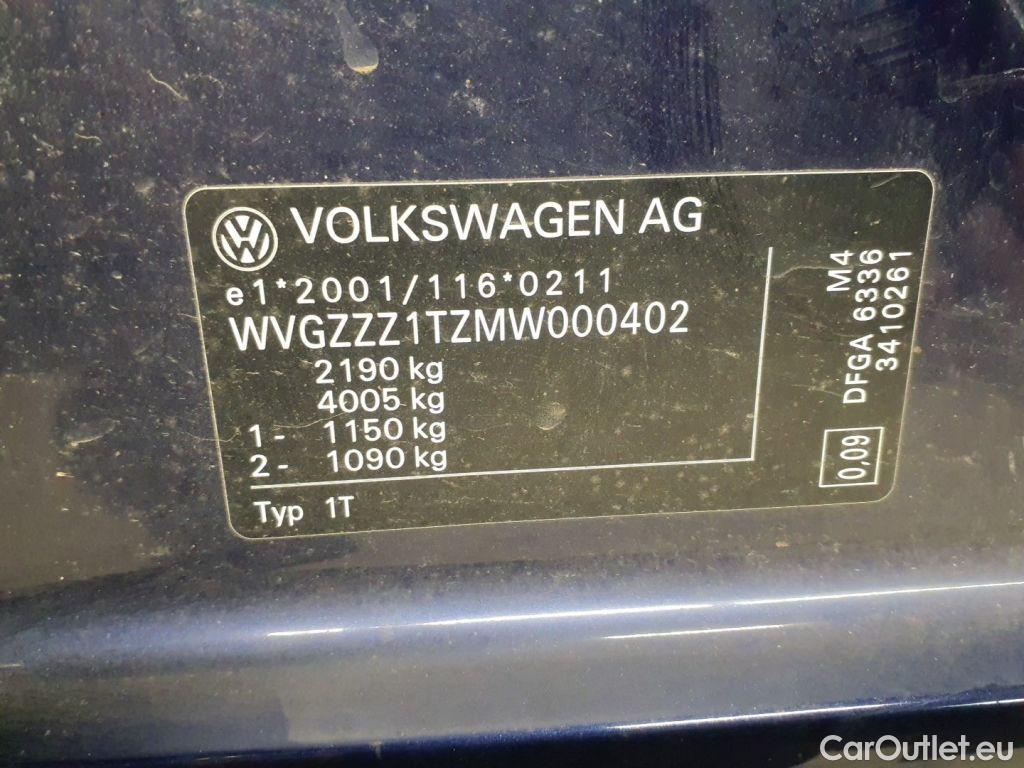 VOLKSWAGEN AG
e1*2001/116*0211
WVGZZZ1TZMW000402
2190 kg
4005 kg
1- 1150 kg
2- 1090 kg
Typ 1T
M4
DFGA 6336
3410261
0,09
CarOutlet.eu